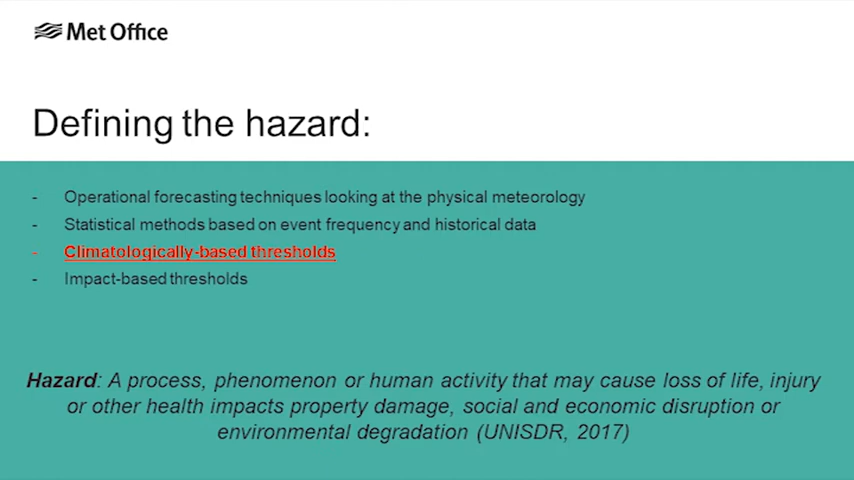 Met Office
Defining the hazard:
- Operational forecasting techniques looking at the physical meteorology
- Statistical methods based on event frequency and historical data
- Climatologically-based thresholds
- Impact-based thresholds
Hazard: A process, phenomenon or human activity that may cause loss of life, injury
or other health impacts property damage, social and economic disruption or
environmental degradation (UNISDR, 2017)